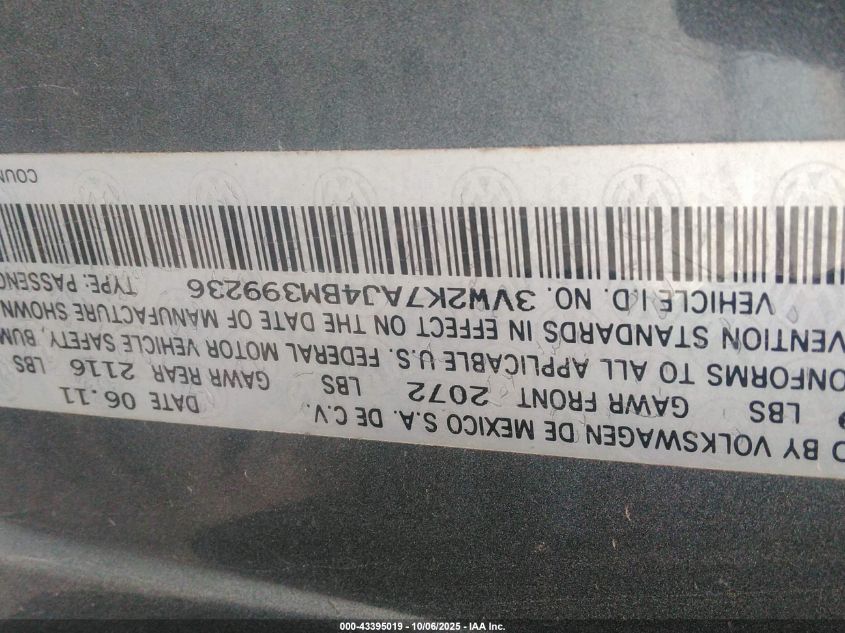 D BY VOLKSWAGEN DE MEXICO S.A. DE C.V. DATE 06.11
LBS GAWR FRONT 2072 LBS GAWR REAR 2116 LBS
ONFORMS TO ALL APPLICABLE U.S. FEDERAL MOTOR VEHICLE SAFETY, BUM
VENTION STANDARDS IN EFFECT ON THE DATE OF MANUFACTURE SHOWN
VEHICLE I.D. NO. 3VW2K7AJ4BM399236 TYPE: PASSENG
COUN
000-43395019 - 10/06/2025 - IAA Inc.